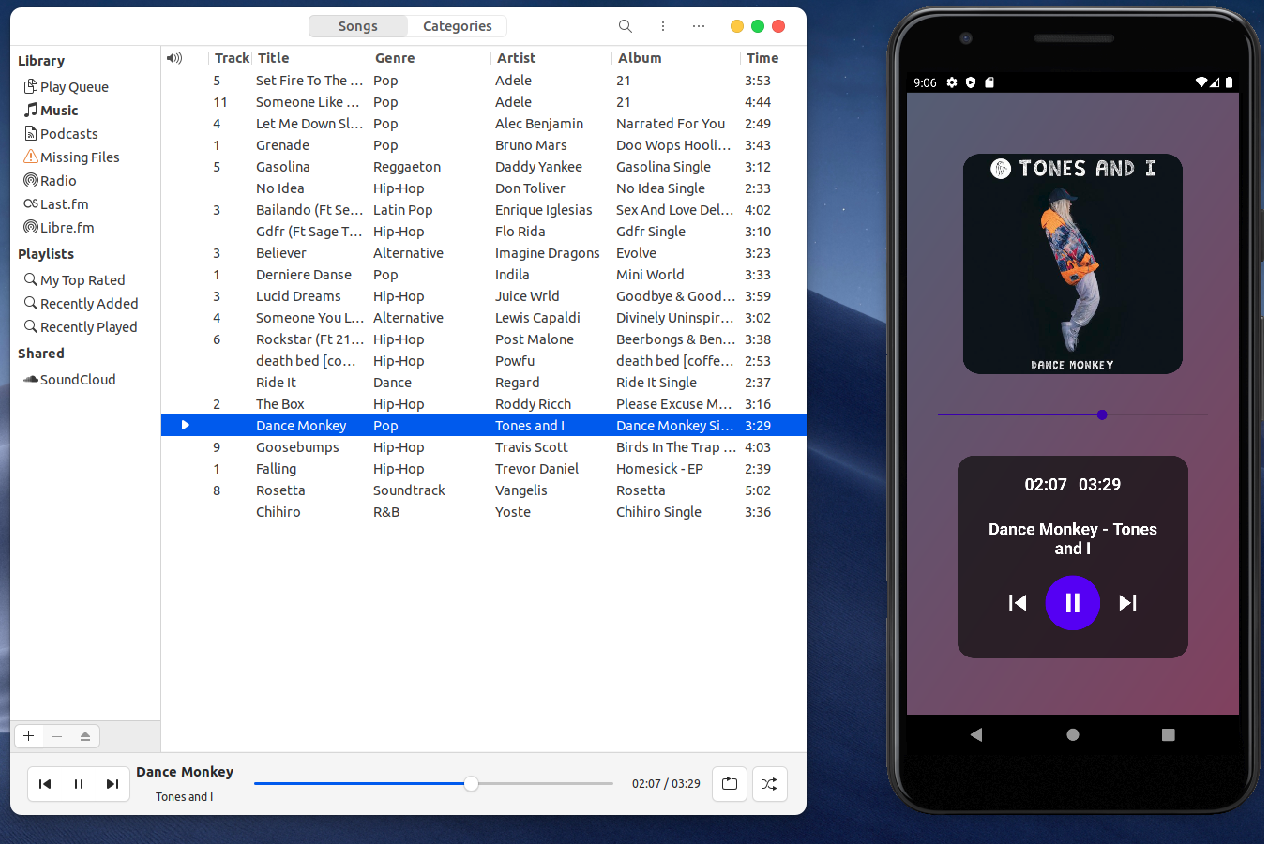 Songs Categories
Library
Play Queue
Music
Podcasts
Missing Files
Radio
Last.fm
Libre.fm
Playlists
My Top Rated
Recently Added
Recently Played
Shared
SoundCloud
Track Title Genre Artist Album Time
5 Set Fire To The ... Pop Adele 21 3:53
11 Someone Like ... Pop Adele 21 4:44
4 Let Me Down Sl... Pop Alec Benjamin Narrated For You 2:49
1 Grenade Pop Bruno Mars Doo Wops Hooli... 3:43
5 Gasolina Reggaeton Daddy Yankee Gasolina Single 3:12
No Idea Hip-Hop Don Toliver No Idea Single 2:33
3 Bailando (Ft Se... Latin Pop Enrique Iglesias Sex And Love Del... 4:02
Gdfr (Ft Sage T... Hip-Hop Flo Rida Gdfr Single 3:10
3 Believer Alternative Imagine Dragons Evolve 3:23
1 Derniere Danse Pop Indila Mini World 3:33
3 Lucid Dreams Hip-Hop Juice Wrld Goodbye & Good... 3:59
4 Someone You L... Alternative Lewis Capaldi Divinely Uninspir... 3:02
6 Rockstar (Ft 21... Hip-Hop Post Malone Beerbongs & Ben... 3:38
death bed [co... Hip-Hop Powfu death bed [coffe... 2:53
Ride It Dance Regard Ride It Single 2:37
2 The Box Hip-Hop Roddy Ricch Please Excuse M... 3:16
Dance Monkey Pop Tones and I Dance Monkey Si... 3:29
9 Goosebumps Hip-Hop Travis Scott Birds In The Trap ... 4:03
1 Falling Hip-Hop Trevor Daniel Homesick - EP 2:39
8 Rosetta Soundtrack Vangelis Rosetta 5:02
Chihiro R&B Yoste Chihiro Single 3:36
Dance Monkey
Tones and I
02:07 / 03:29
9:06
TONES AND I
DANCE MONKEY
02:07 03:29
Dance Monkey - Tones
and I